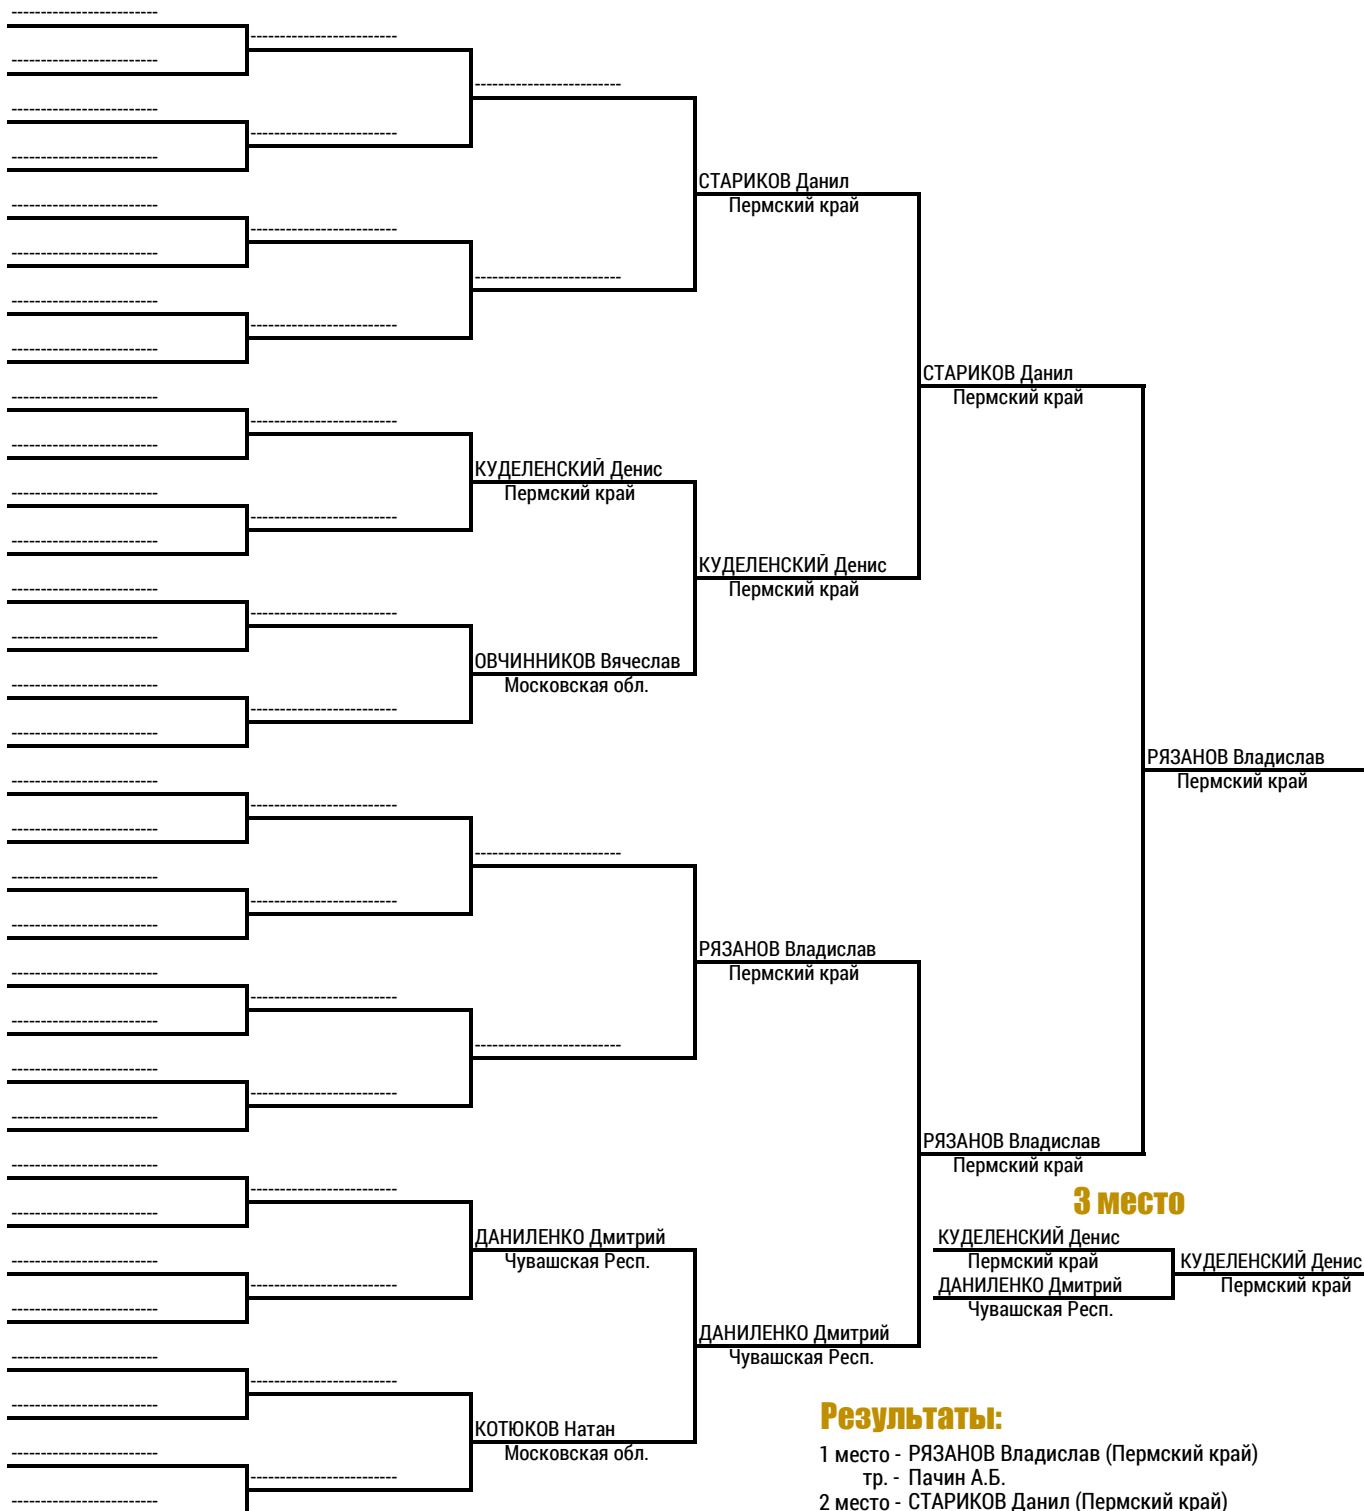 СТАРИКОВ Данил
Пермский край
СТАРИКОВ Данил
Пермский край
КУДЕЛЕНСКИЙ Денис
Пермский край
КУДЕЛЕНСКИЙ Денис
Пермский край
ОВЧИННИКОВ Вячеслав
Московская обл.
РЯЗАНОВ Владислав
Пермский край
РЯЗАНОВ Владислав
Пермский край
РЯЗАНОВ Владислав
Пермский край
3 место
КУДЕЛЕНСКИЙ Денис
Пермский край
ДАНИЛЕНКО Дмитрий
Чувашская Респ.
КУДЕЛЕНСКИЙ Денис
Пермский край
ДАНИЛЕНКО Дмитрий
Чувашская Респ.
ДАНИЛЕНКО Дмитрий
Чувашская Респ.
КОТЮКОВ Натан
Московская обл.
Результаты:
1 место - РЯЗАНОВ Владислав (Пермский край)
тр. - Пачин А.Б.
2 место - СТАРИКОВ Данил (Пермский край)